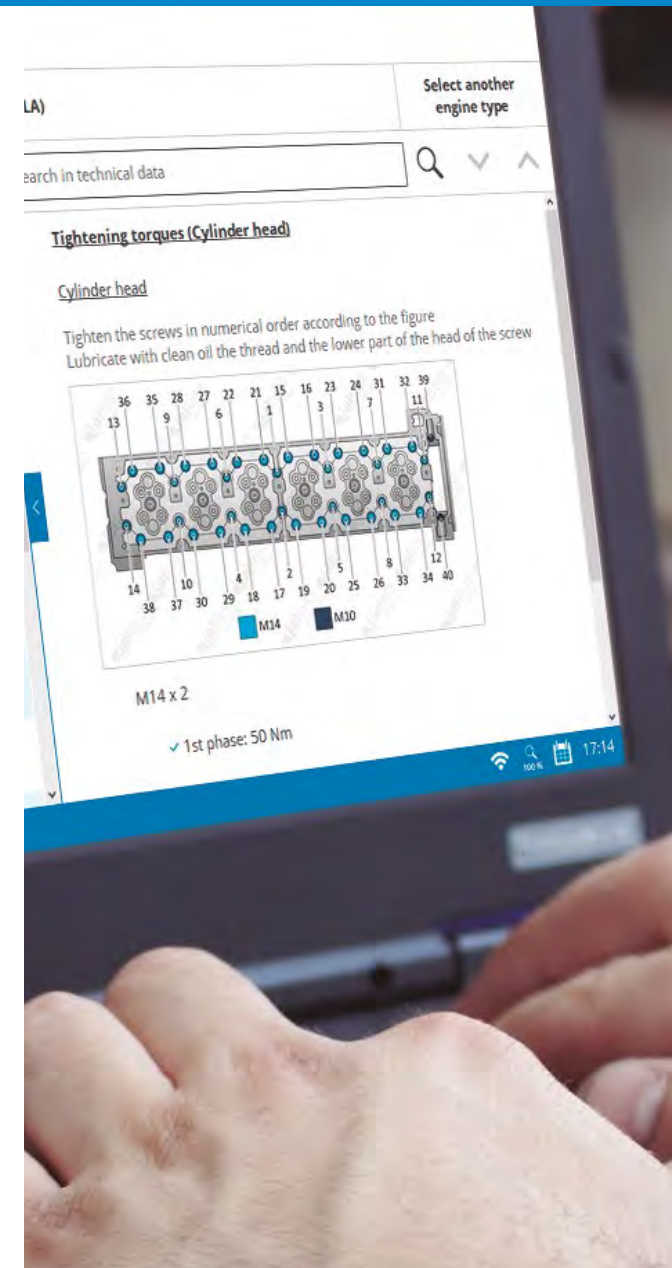 LA)
Select another
engine type
earch in technical data
Tightening torques (Cylinder head)
Cylinder head
Tighten the screws in numerical order according to the figure
Lubricate with clean oil the thread and the lower part of the head of the screw
36 35 28 27 22 21 15 16 23 24 31 32 39
13 9 6 1 3 7 11
14 10 4 2 5 8 12
38 37 30 29 18 17 19 20 25 26 33 34 40
M14 M10
M14 x 2
✓ 1st phase: 50 Nm
100 %
17:14